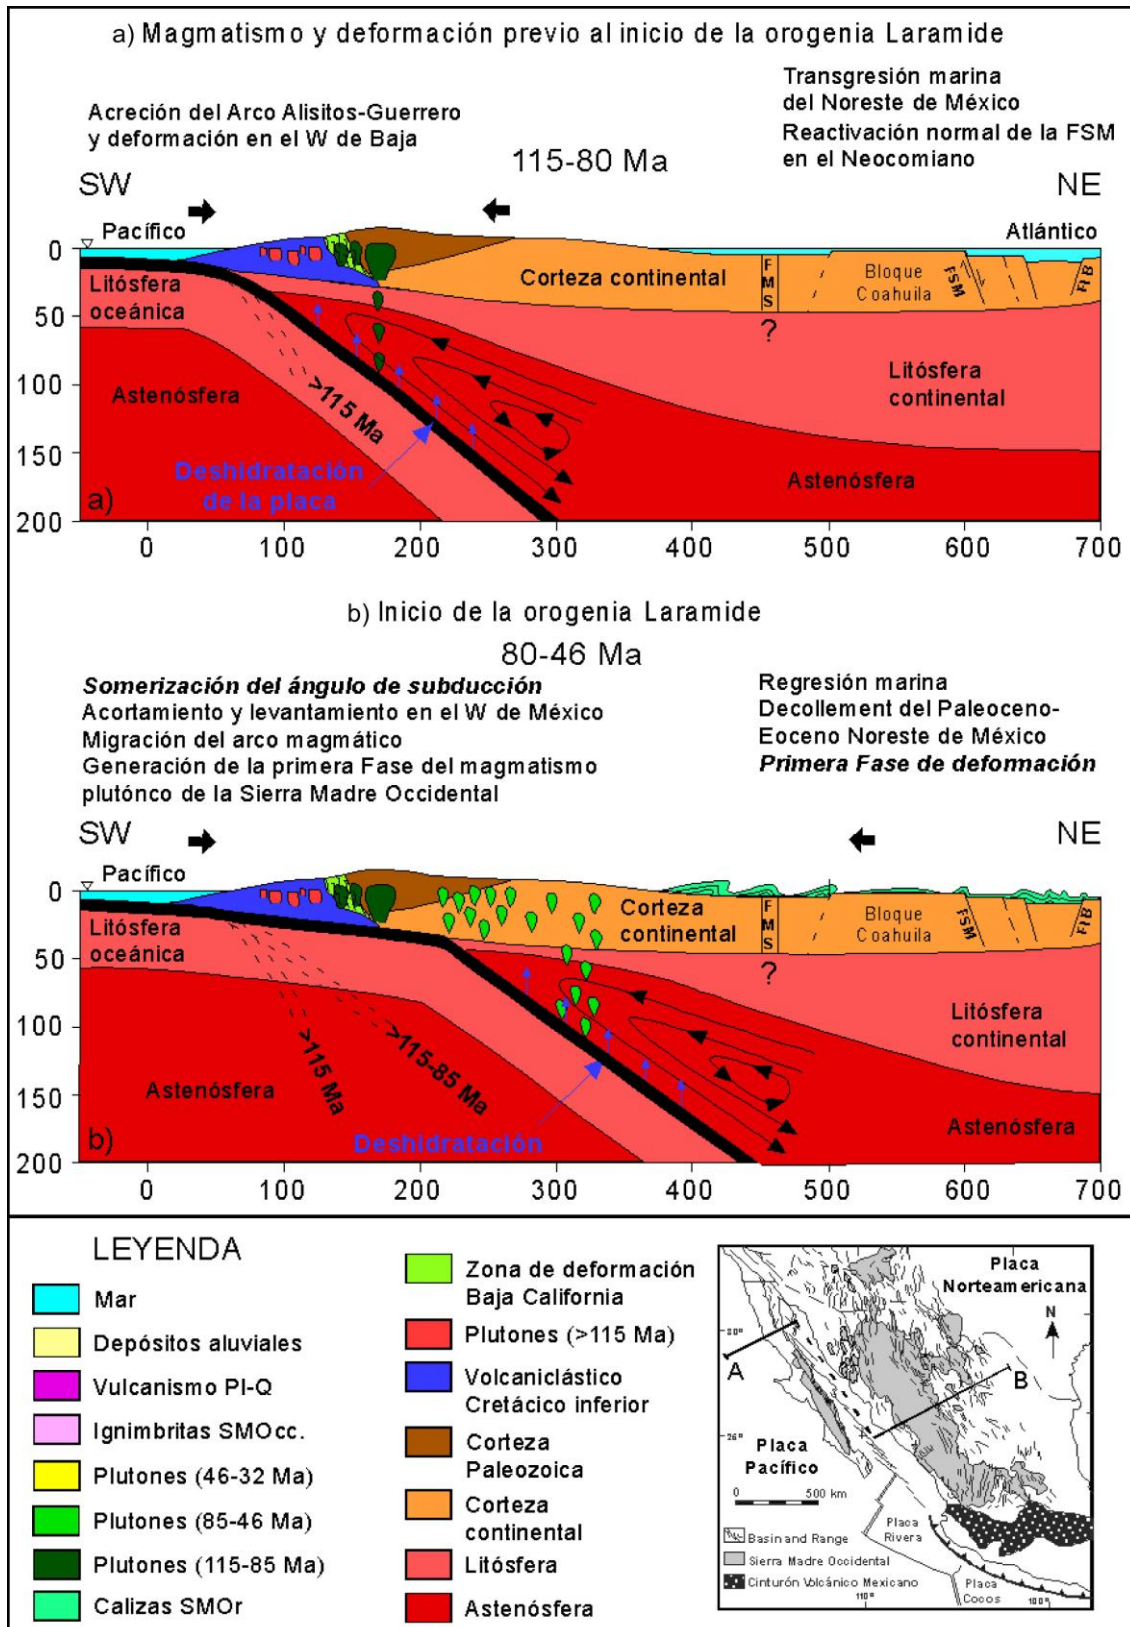 a) Magmatismo y deformación previo al inicio de la orogenia Laramide
Acreción del Arco Alisitos-Guerrero
y deformación en el W de Baja
Transgresión marina
del Noreste de México
Reactivación normal de la FSM
en el Neocomiano
115-80 Ma
SW
NE
Pacífico
Atlántico
0
50
100
150
200
Litósfera
oceánica
Corteza continental
F
M
S
?
Bloque
Coahuila
FSM
FtB
Astenósfera
>115 Ma
Litósfera
continental
Deshidratación
de la placa
Astenósfera
a)
0 100 200 300 400 500 600 700
b) Inicio de la orogenia Laramide
80-46 Ma
Somerización del ángulo de subducción
Acortamiento y levantamiento en el W de México
Migración del arco magmático
Generación de la primera Fase del magmatismo
plutónco de la Sierra Madre Occidental
Regresión marina
Decollement del Paleoceno-
Eoceno Noreste de México
Primera Fase de deformación
SW
NE
Pacífico
0
50
100
150
200
Litósfera
oceánica
Corteza
continental
F
M
S
?
Bloque
Coahuila
FSM
FtB
Litósfera
continental
>115 Ma
>115-85 Ma
Astenósfera
Deshidratación
Astenósfera
b)
0 100 200 300 400 500 600 700
LEYENDA
Mar
Depósitos aluviales
Vulcanismo Pl-Q
Ignimbritas SMOcc.
Plutones (46-32 Ma)
Plutones (85-46 Ma)
Plutones (115-85 Ma)
Calizas SMOr
Zona de deformación
Baja California
Plutones (>115 Ma)
Volcaniclástico
Cretácico inferior
Corteza
Paleozoica
Corteza
continental
Litósfera
Astenósfera
Placa
Norteamericana
N
30°
A
B
26°
Placa
Pacífico
0 500 km
Placa
Rivera
Basin and Range
Sierra Madre Occidental
Cinturón Volcánico Mexicano
Placa
Cocos
110°
100°